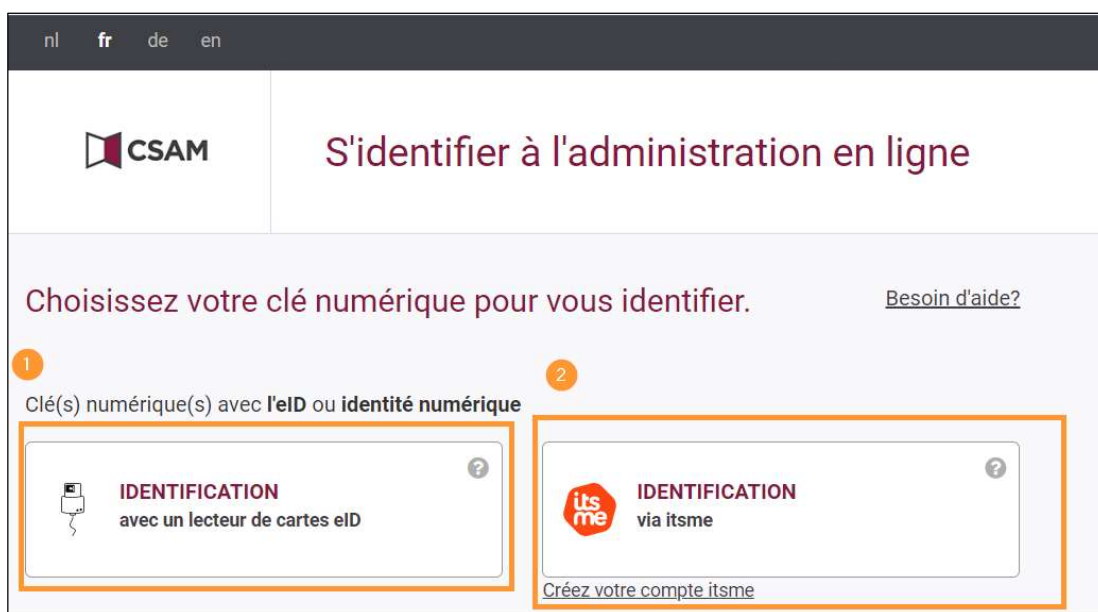 nl fr de en
CSAM
S'identifier à l'administration en ligne
Choisissez votre clé numérique pour vous identifier.
Besoin d'aide?
1
2
Clé(s) numérique(s) avec l'eID ou identité numérique
?
IDENTIFICATION
avec un lecteur de cartes eID
?
its
me
IDENTIFICATION
via itsme
Créez votre compte itsme